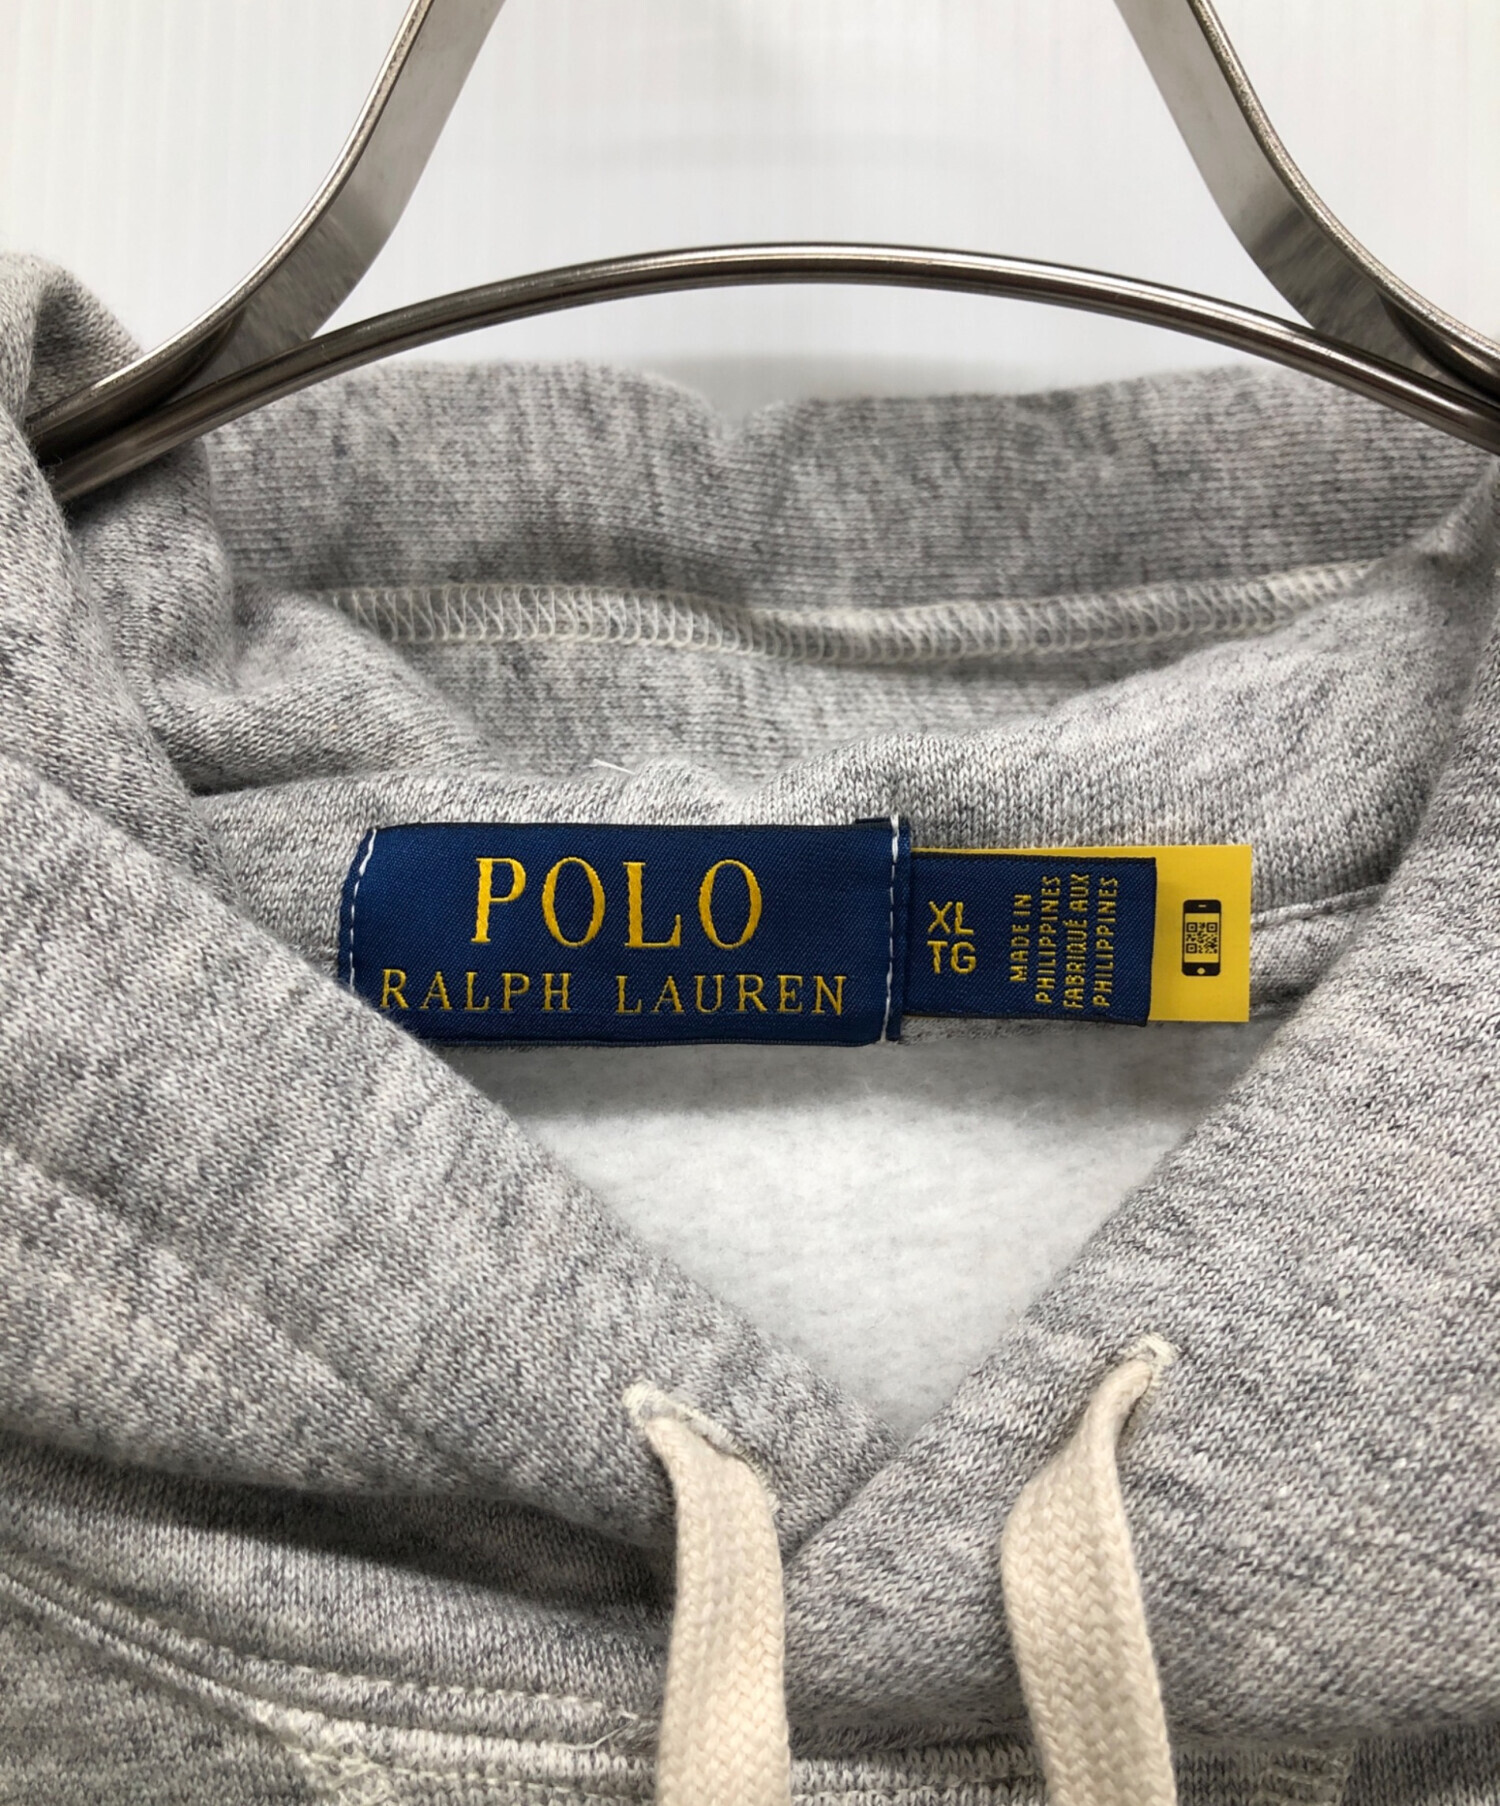 POLO
RALPH LAUREN
XL
TG
MADE IN
PHILIPPINES
FABRIQUÉ AUX
PHILIPPINES